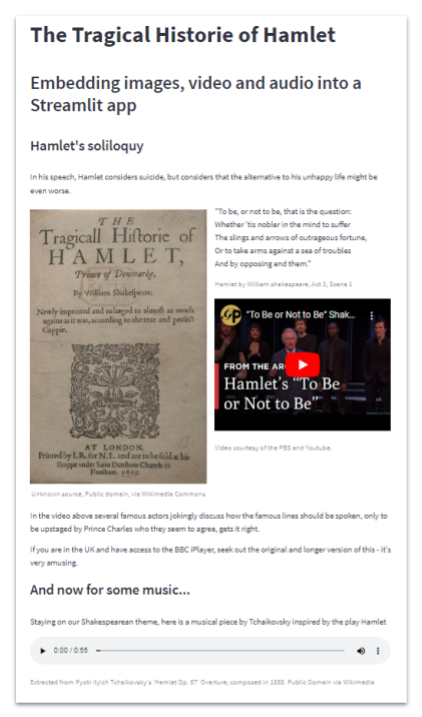 The Tragical Historie of Hamlet
Embedding images, video and audio into a
Streamlit app
Hamlet's soliloquy
In his speech, Hamlet considers suicide, but considers that the alternative to his unhappy life might be
even worse.
THE
Tragicall Historie of
HAMLET,
Prince of Denmarke.
By William Shakespeare.
Newly imprinted and enlarged to almost as much
againe as it was, according to the true and perfect
Coppie.
AT LONDON,
Printed by I. R. for N. L. and are to be sold at his
shoppe under Saint Dunstons Church in
Fleetstreet.
Unknown source, Public domain, via Wikimedia Commons
"To be, or not to be, that is the question:
Whether 'tis nobler in the mind to suffer
The slings and arrows of outrageous fortune,
Or to take arms against a sea of troubles
And by opposing end them."
Hamlet by William shakespeare, Act 3, Scene 1
"To Be or Not to Be" Shak...
FROM THE AR
Hamlet's "To Be
or Not to Be"
Video courtesy of the PBS and Youtube.
In the video above several famous actors jokingly discuss how the famous lines should be spoken, only to
be upstaged by Prince Charles who they seem to agree, gets it right.
If you are in the UK and have access to the BBC iPlayer, seek out the original and longer version of this - it's
very amusing.
And now for some music...
Staying on our Shakespearean theme, here is a musical piece by Tchaikovsky inspired by the play Hamlet
0:00 / 0:55
Extracted from Pyotr Ilyich Tchaikovsky's 'Hamlet Op. 67' Overture, composed in 1888. Public Domain via Wikimedia